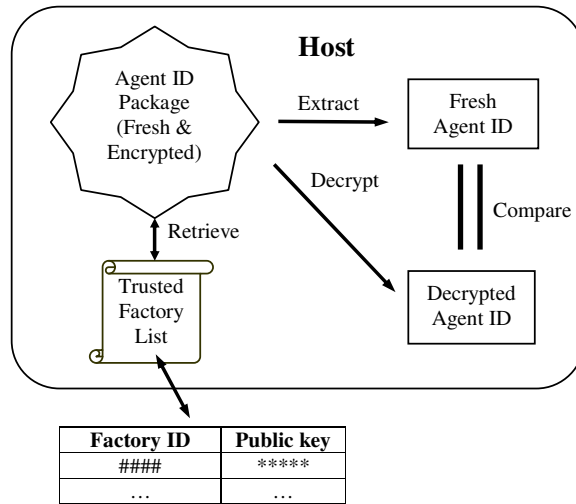 Host
Agent ID
Package
(Fresh &
Encrypted)
Extract
Fresh
Agent ID
Decrypt
Compare
Retrieve
Trusted
Factory
List
Decrypted
Agent ID
Factory ID Public key
#### *****
... ...